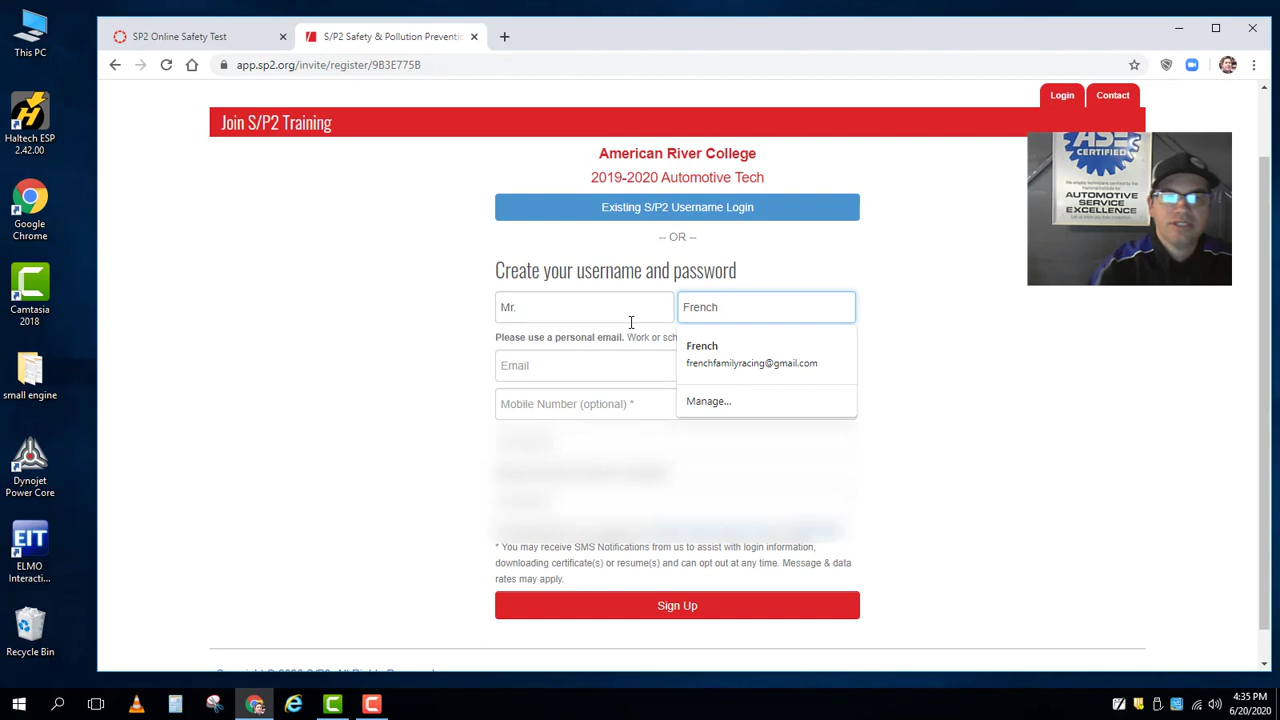 This PC
Haltech ESP
2.42.00
Google
Chrome
Camtasia
2018
small engine
Dynojet
Power Core
EIT
ELMO
Interacti...
Recycle Bin
SP2 Online Safety Test
S/P2 Safety & Pollution Preventio
app.sp2.org/invite/register/9B3E775B
Login
Contact
Join S/P2 Training
American River College
2019-2020 Automotive Tech
Existing S/P2 Username Login
-- OR --
Create your username and password
Mr.
French
Please use a personal email. Work or sch
French
frenchfamilyracing@gmail.com
Manage...
Email
Mobile Number (optional) *
* You may receive SMS Notifications from us to assist with login information,
downloading certificate(s) or resume(s) and can opt out at any time. Message & data
rates may apply.
Sign Up
ASE
CERTIFIED
AUTOMOTIVE
SERVICE
EXCELLENCE
4:35 PM
6/20/2020